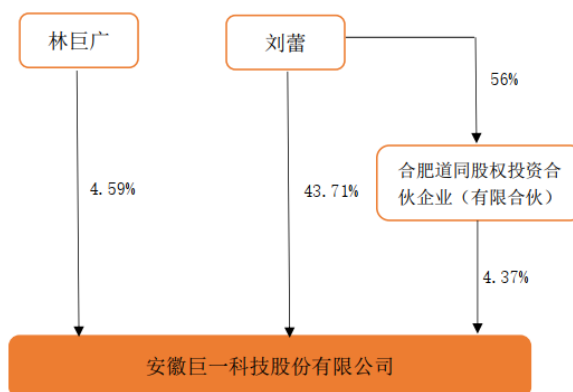 林巨广
刘蕾
56%
合肥道同股权投资合
伙企业（有限合伙）
4.59%
43.71%
4.37%
安徽巨一科技股份有限公司